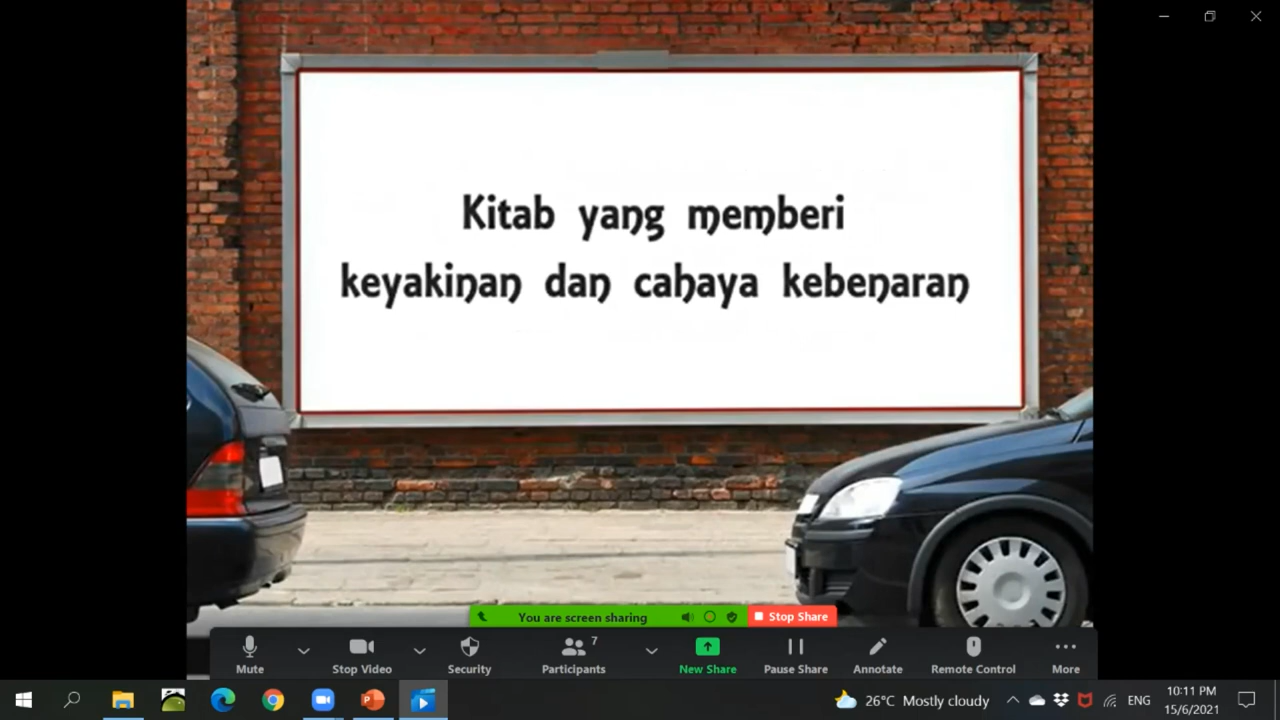 Kitab yang memberi
keyakinan dan cahaya kebenaran
You are screen sharing
Stop Share
Mute
Stop Video
Security
Participants
7
New Share
Pause Share
Annotate
Remote Control
More
26°C Mostly cloudy
ENG
10:11 PM
15/6/2021